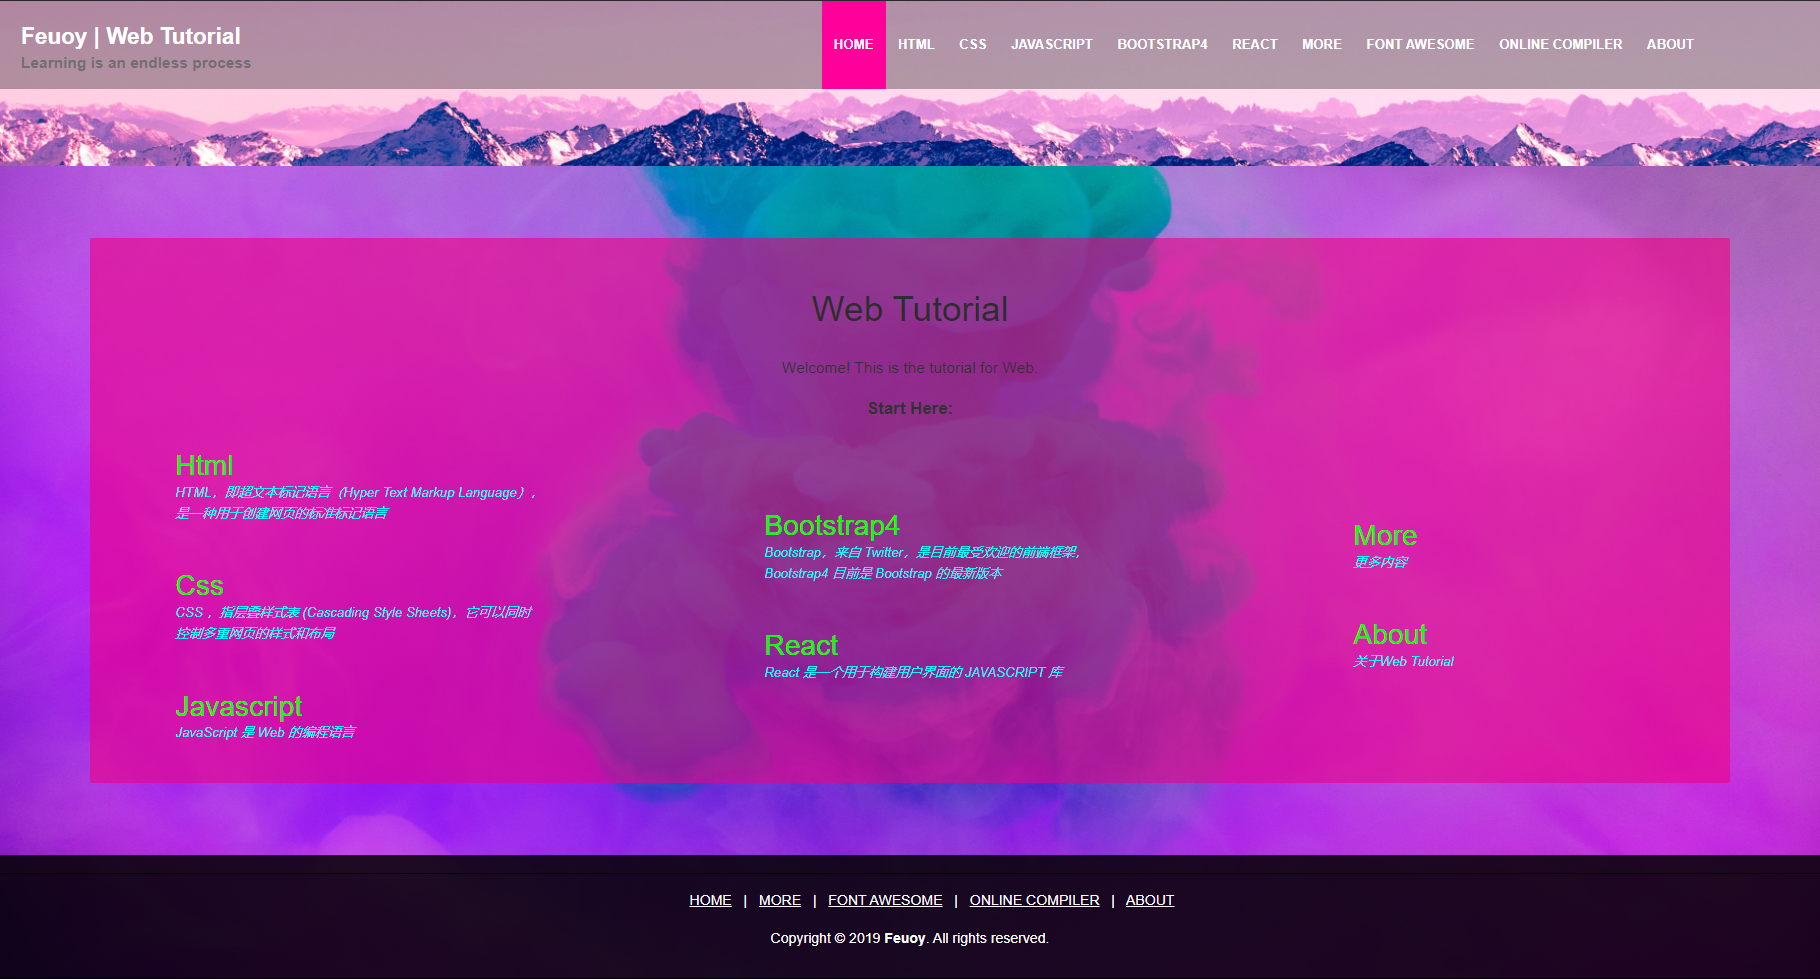 Feuoy | Web Tutorial
Learning is an endless process
HOME HTML CSS JAVASCRIPT BOOTSTRAP4 REACT MORE FONT AWESOME ONLINE COMPILER ABOUT
Web Tutorial
Welcome! This is the tutorial for Web.
Start Here:
Html
HTML，即超文本标记语言（Hyper Text Markup Language），
是一种用于创建网页的标准标记语言
Css
CSS ，指层叠样式表 (Cascading Style Sheets)，它可以同时
控制多重网页的样式和布局
Javascript
JavaScript 是 Web 的编程语言
Bootstrap4
Bootstrap，来自 Twitter，是目前最受欢迎的前端框架，
Bootstrap4 目前是 Bootstrap 的最新版本
React
React 是一个用于构建用户界面的 JAVASCRIPT 库
More
更多内容
About
关于Web Tutorial
HOME | MORE | FONT AWESOME | ONLINE COMPILER | ABOUT
Copyright © 2019 Feuoy. All rights reserved.